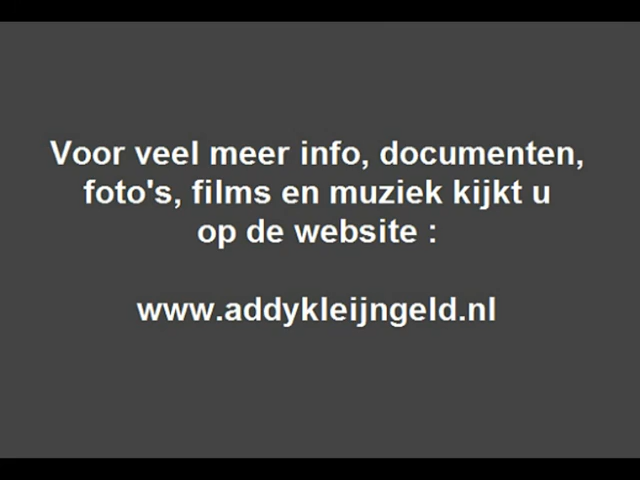 Voor veel meer info, documenten,
foto's, films en muziek kijkt u
op de website :
www.addykleijngeld.nl